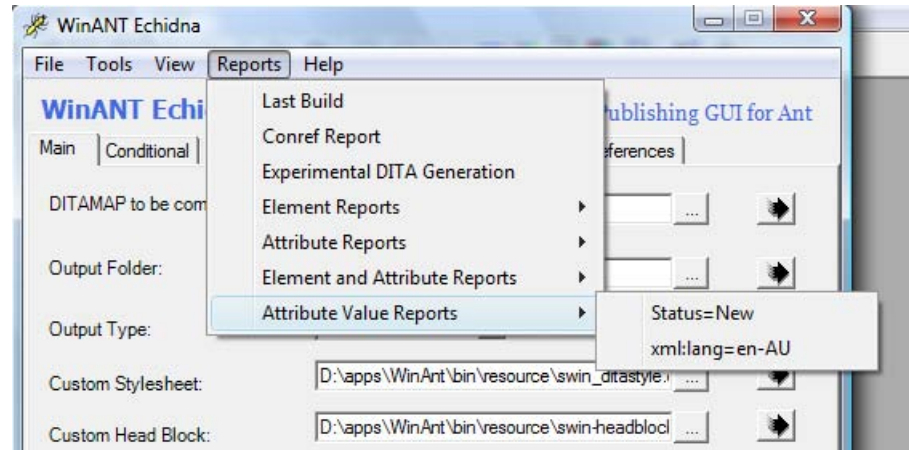 WinANT Echidna
File Tools View Reports Help
WinANT Echi Publishing GUI for Ant
Main Conditional
Last Build
Conref Report
Experimental DITA Generation
DITAMAP to be com ...
Element Reports
Attribute Reports
Output Folder: ...
Element and Attribute Reports
Attribute Value Reports
Status=New
xml:lang=en-AU
Output Type:
Custom Stylesheet: D:\apps\WinAnt\bin\resource\swin_ditastyle. ...
Custom Head Block: D:\apps\WinAnt\bin\resource\swin-headblocl ...